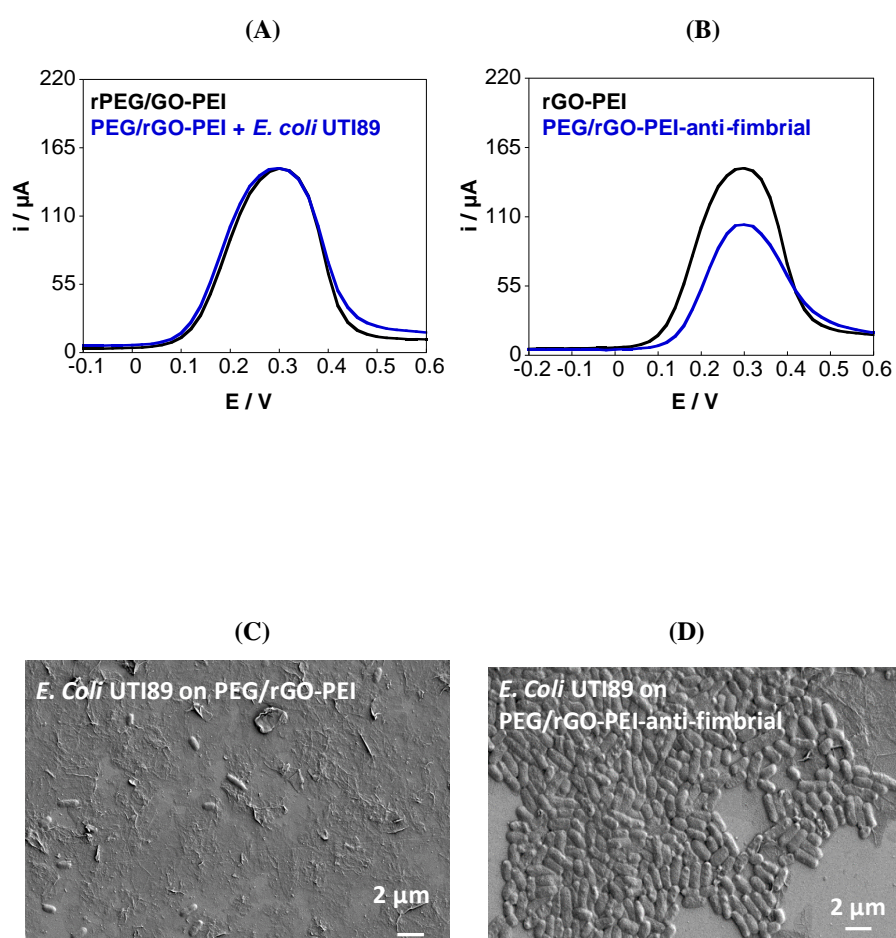 (A)
(B)
220
165
110
55
0
i / µA
rPEG/GO-PEI
PEG/rGO-PEI + E. coli UTI89
-0.1 0 0.1 0.2 0.3 0.4 0.5 0.6
E / V
220
165
110
55
0
i / µA
rGO-PEI
PEG/rGO-PEI-anti-fimbrial
-0.2 -0.1 0 0.1 0.2 0.3 0.4 0.5 0.6
E / V
(C)
(D)
E. Coli UTI89 on PEG/rGO-PEI
2 µm
E. Coli UTI89 on
PEG/rGO-PEI-anti-fimbrial
2 µm